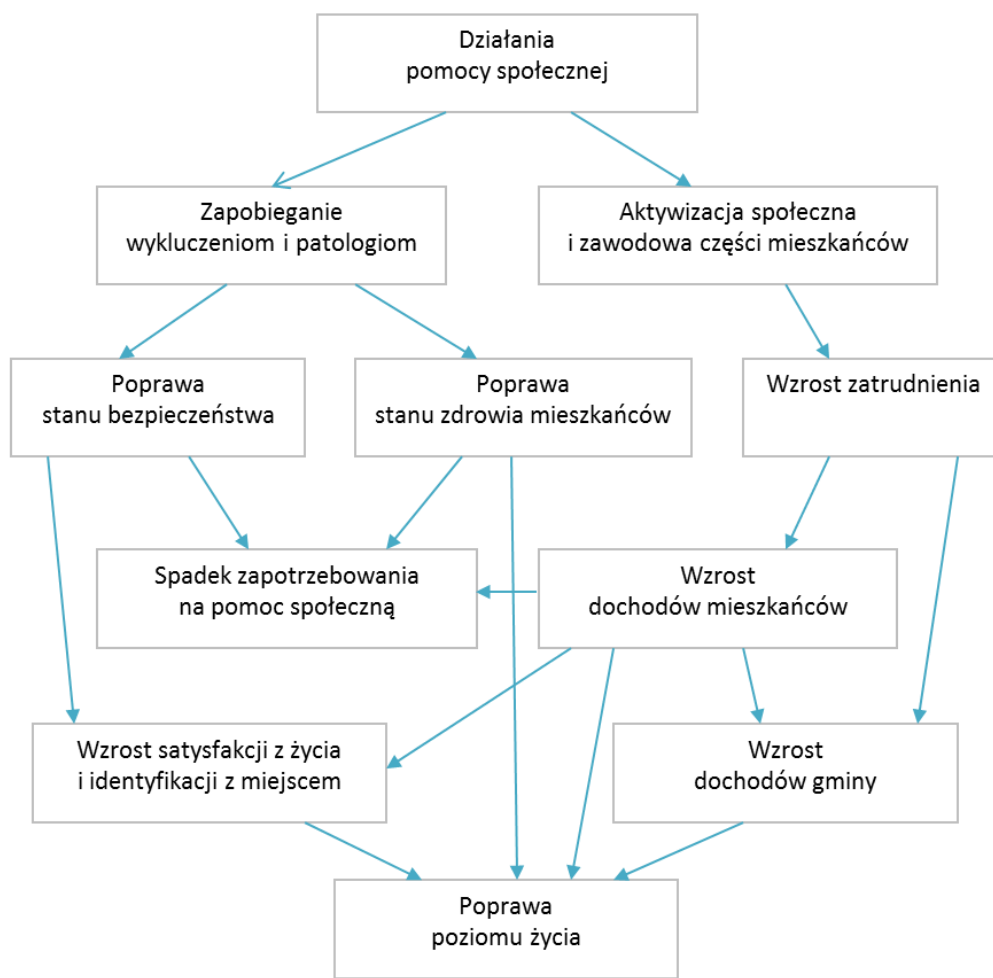 Działania
pomocy społecznej
Zapobieganie
wykluczeniom i patologiom
Aktywizacja społeczna
i zawodowa części mieszkańców
Poprawa
stanu bezpieczeństwa
Poprawa
stanu zdrowia mieszkańców
Wzrost zatrudnienia
Spadek zapotrzebowania
na pomoc społeczną
Wzrost
dochodów mieszkańców
Wzrost satysfakcji z życia
i identyfikacji z miejscem
Wzrost
dochodów gminy
Poprawa
poziomu życia